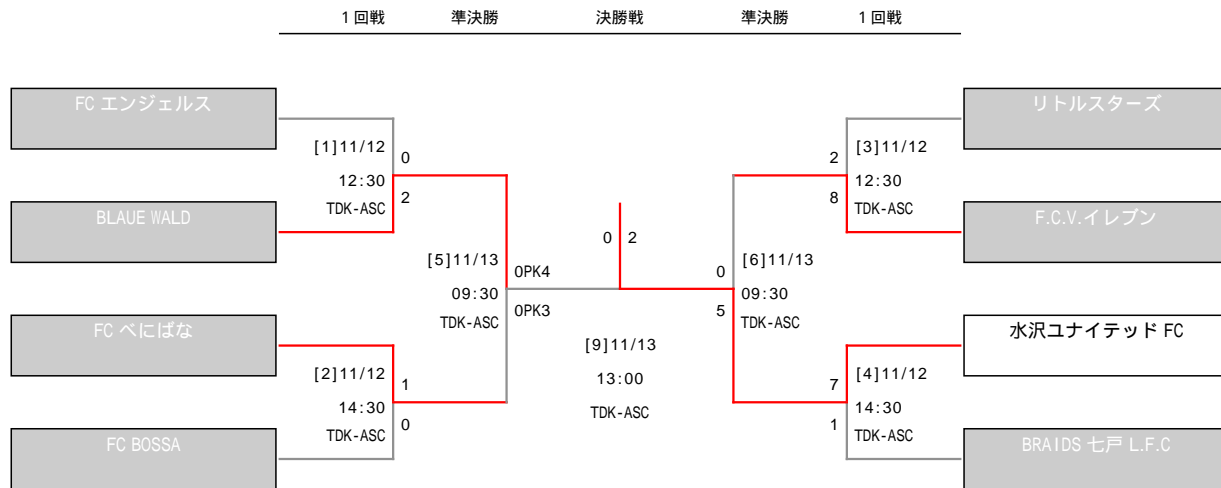 1回戦 準決勝 決勝戦 準決勝 1回戦
FC エンジェルス
リトルスターズ
[1]11/12
0
2
[3]11/12
12:30
12:30
TDK-ASC
2
8
TDK-ASC
BLAUE WALD
F.C.V.イレブン
0
2
[5]11/13
0PK4
0
[6]11/13
09:30
09:30
TDK-ASC
0PK3
5
TDK-ASC
FC べにばな
水沢ユナイテッド FC
[9]11/13
[2]11/12
1
13:00
7
[4]11/12
14:30
14:30
TDK-ASC
TDK-ASC
0
1
TDK-ASC
FC BOSSA
BRAIDS 七戸 L.F.C